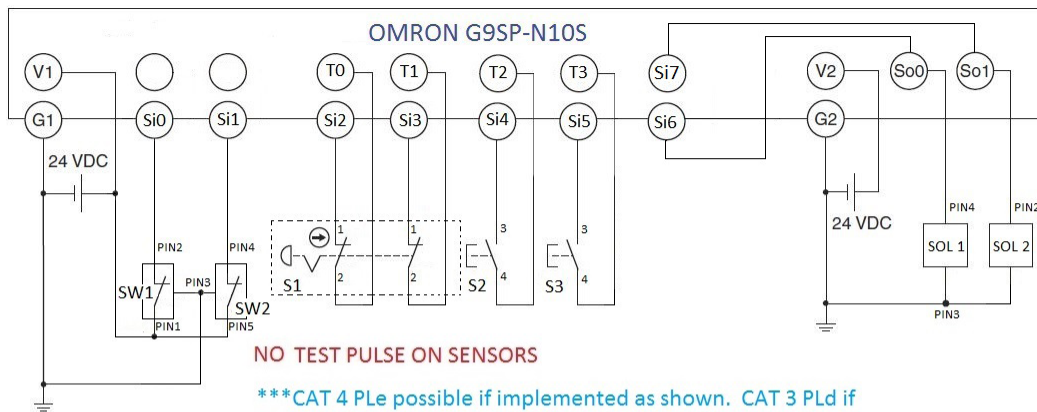 OMRON G9SP-N10S
V1
T0
T1
T2
T3
Si7
V2
So0
So1
G1
Si0
Si1
Si2
Si3
Si4
Si5
Si6
G2
24 VDC
24 VDC
PIN2
PIN4
PIN3
SW1
SW2
PIN1
PIN5
S1
1
2
1
2
S2
3
4
S3
3
4
PIN4
PIN2
SOL 1
SOL 2
PIN3
NO TEST PULSE ON SENSORS
***CAT 4 PLe possible if implemented as shown. CAT 3 PLd if